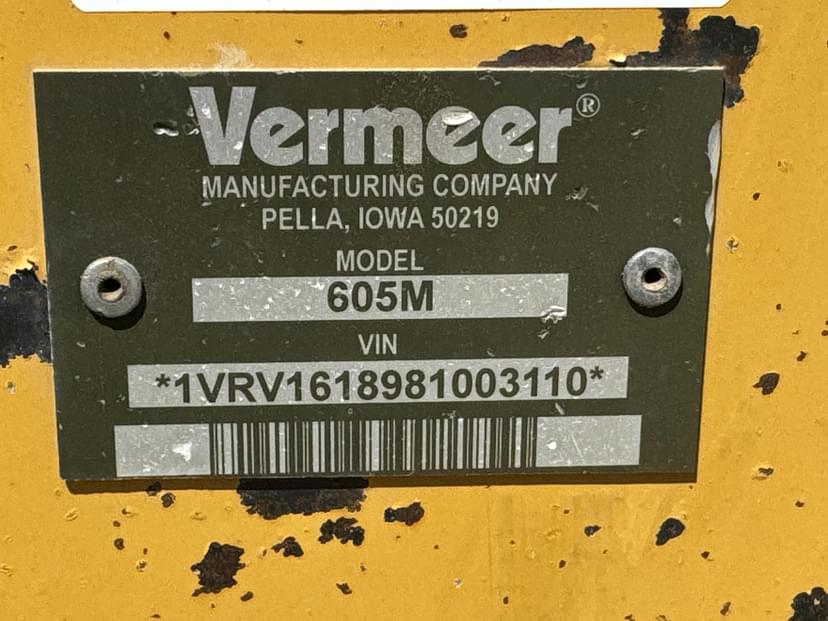 Vermeer®
MANUFACTURING COMPANY
PELLA, IOWA 50219
MODEL
605M
VIN
*1VRV1618981003110*